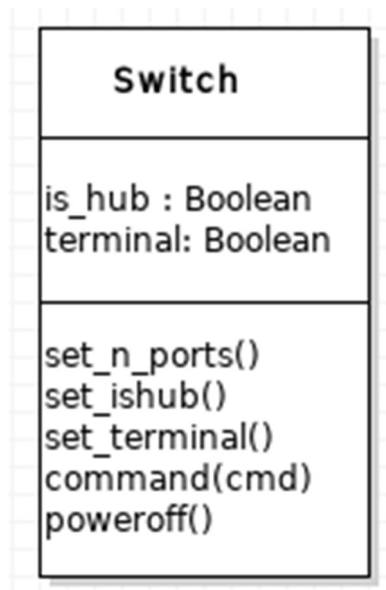 Switch
is_hub : Boolean
terminal: Boolean
set_n_ports()
set_ishub()
set_terminal()
command(cmd)
poweroff()